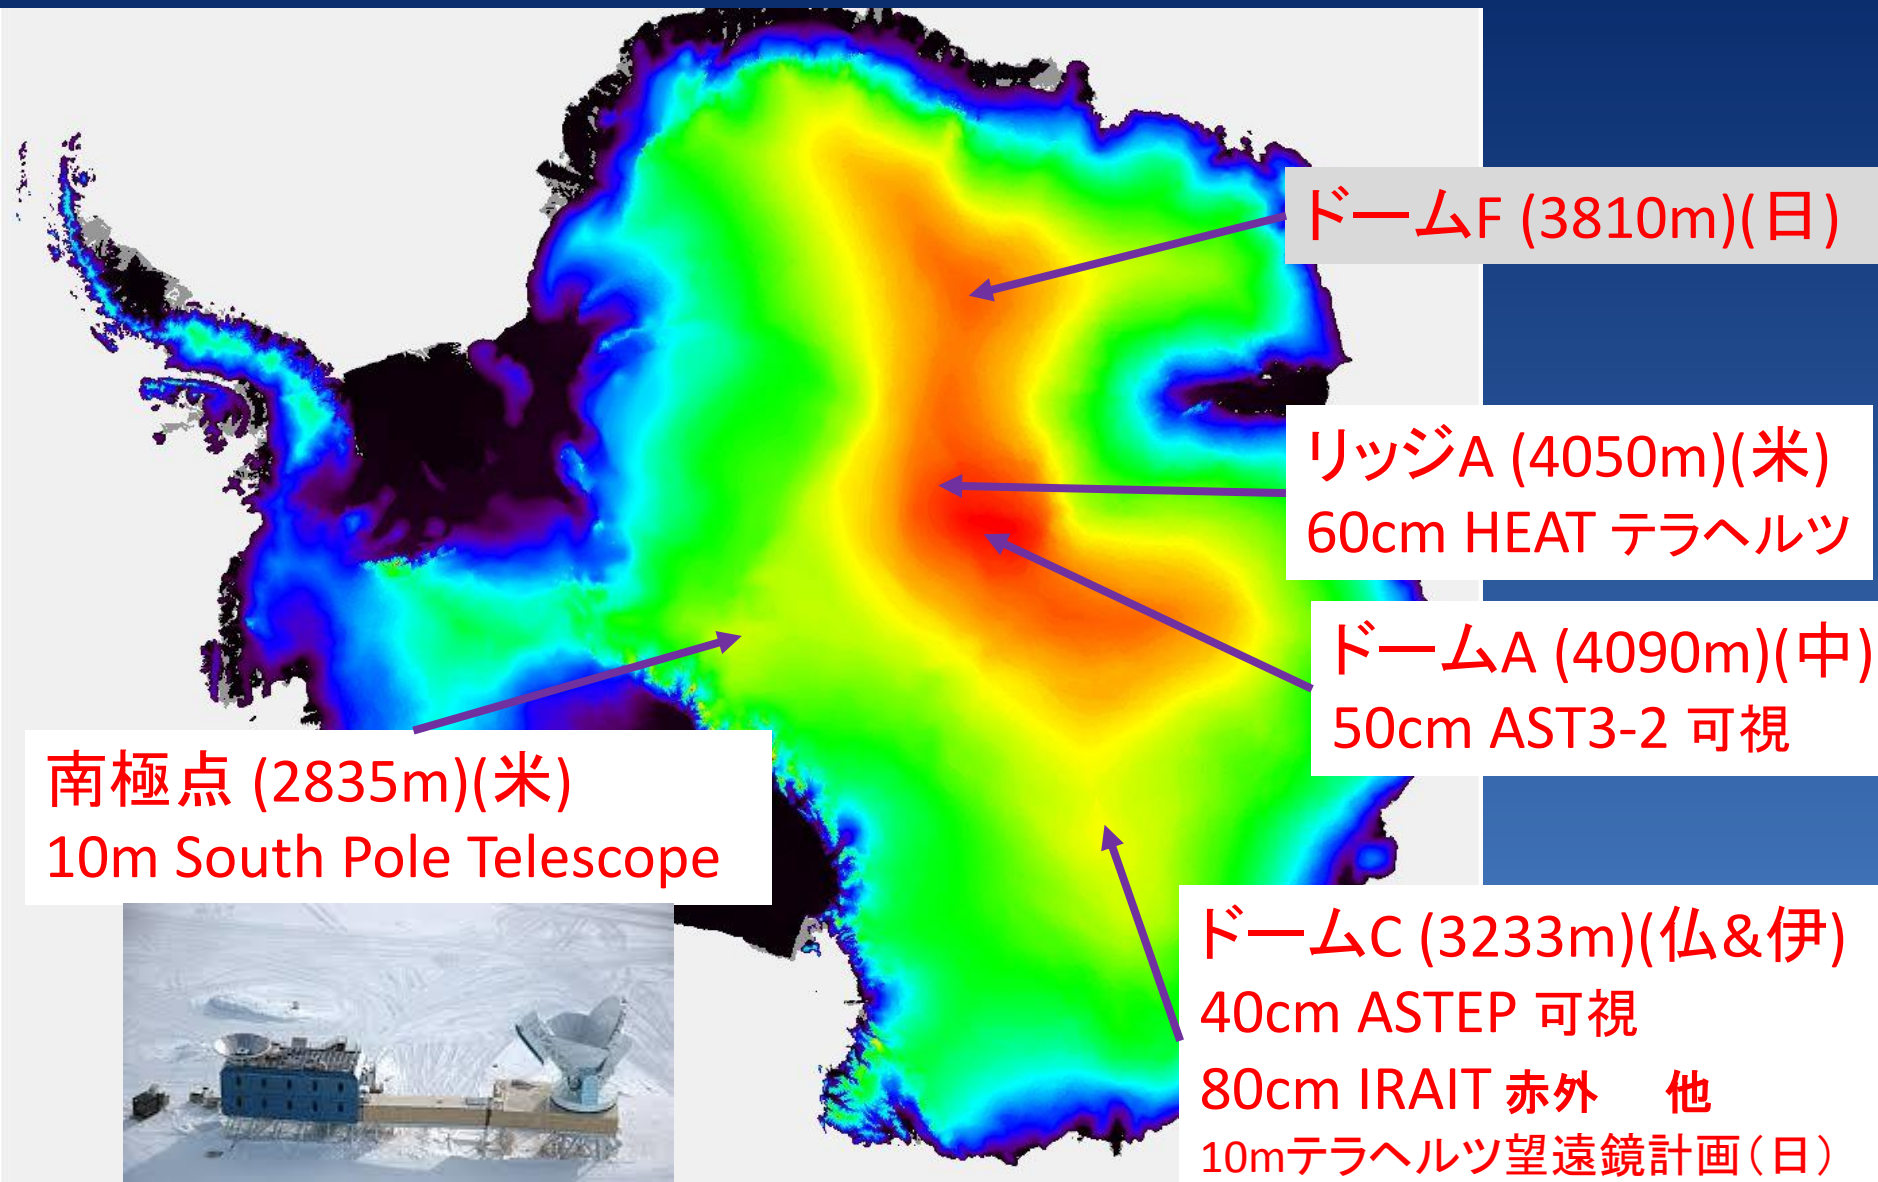 ドームF (3810m)(日)
リッジA (4050m)(米)
60cm HEAT テラヘルツ
ドームA (4090m)(中)
50cm AST3-2 可視
南極点 (2835m)(米)
10m South Pole Telescope
ドームC (3233m)(仏&伊)
40cm ASTEP 可視
80cm IRAIT 赤外　他
10mテラヘルツ望遠鏡計画（日）